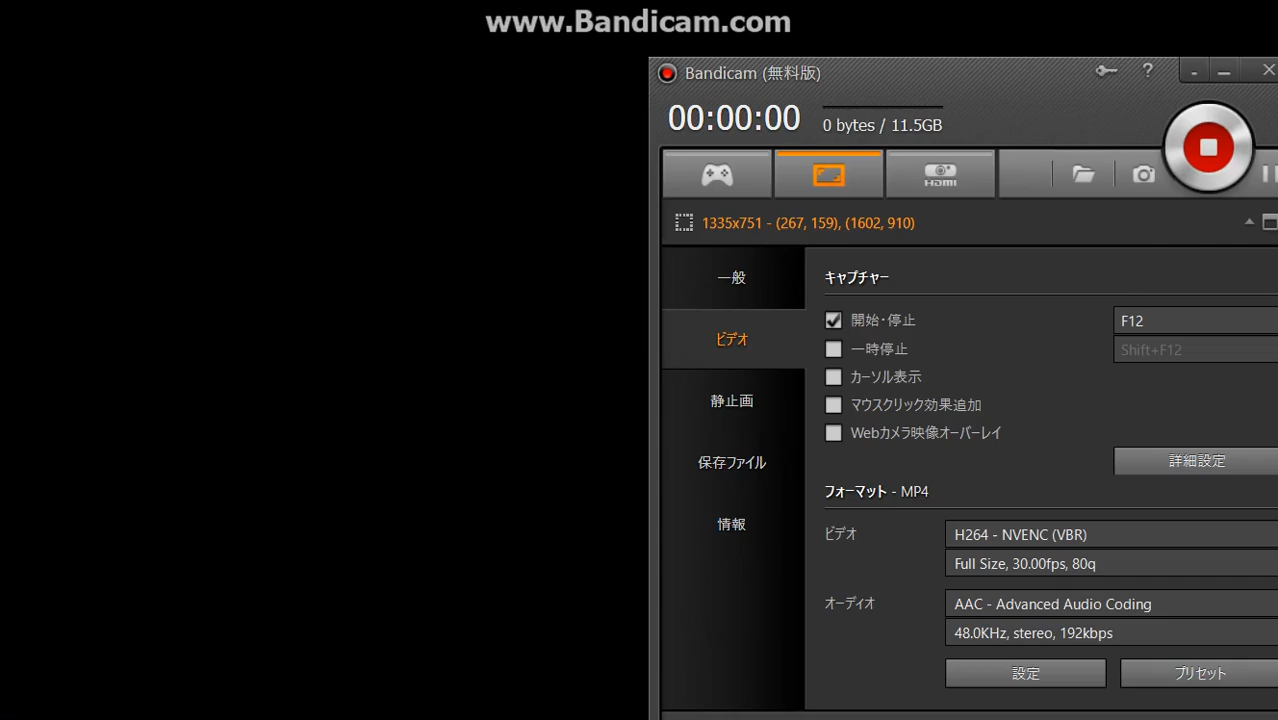 www.Bandicam.com
Bandicam (無料版)
?
00:00:00
0 bytes / 11.5GB
HDMI
1335x751 - (267, 159), (1602, 910)
一般
ビデオ
静止画
保存ファイル
情報
キャプチャー
開始・停止
F12
一時停止
Shift+F12
カーソル表示
マウスクリック効果追加
Webカメラ映像オーバーレイ
詳細設定
フォーマット - MP4
ビデオ
H264 - NVENC (VBR)
Full Size, 30.00fps, 80q
オーディオ
AAC - Advanced Audio Coding
48.0KHz, stereo, 192kbps
設定
プリセット